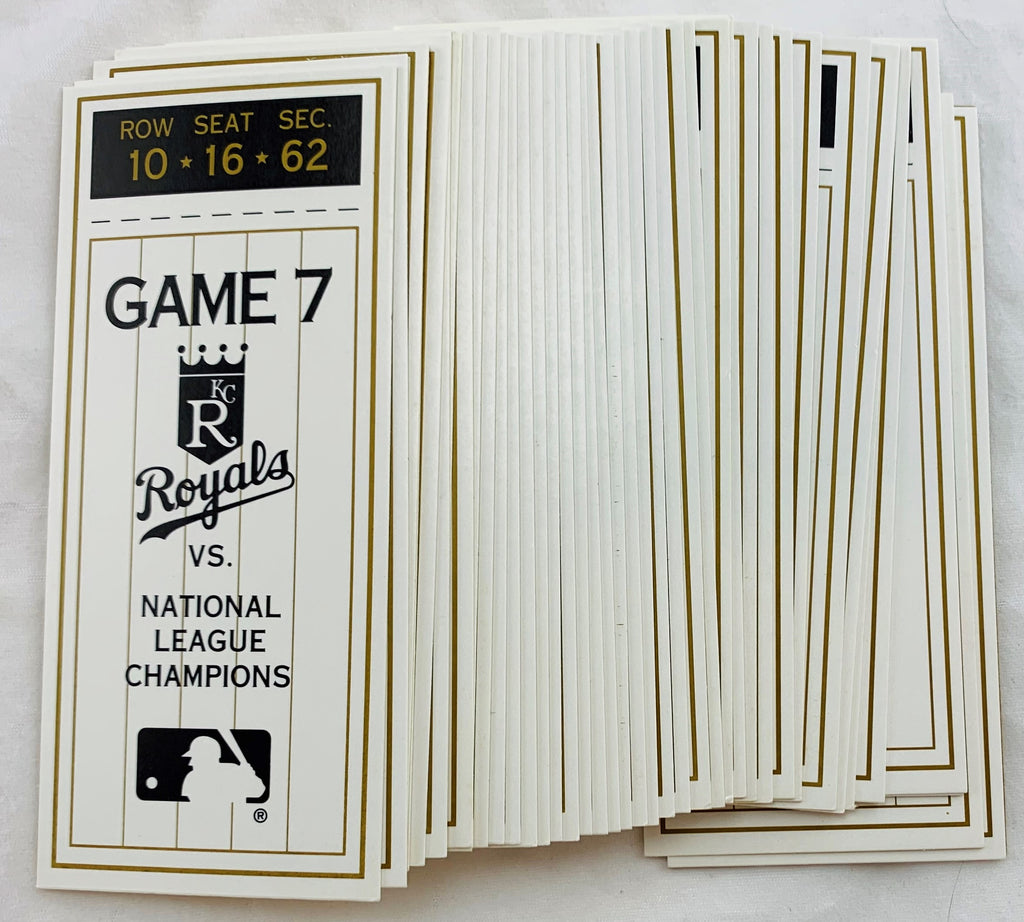 ROW SEAT SEC.
10 ★ 16 ★ 62
GAME 7
KC
R
Royals
VS.
NATIONAL
LEAGUE
CHAMPIONS
®